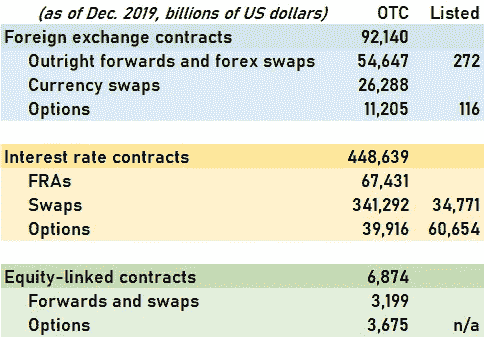 (as of Dec. 2019, billions of US dollars) OTC Listed
Foreign exchange contracts 92,140
Outright forwards and forex swaps 54,647 272
Currency swaps 26,288
Options 11,205 116
Interest rate contracts 448,639
FRAs 67,431
Swaps 341,292 34,771
Options 39,916 60,654
Equity-linked contracts 6,874
Forwards and swaps 3,199
Options 3,675 n/a